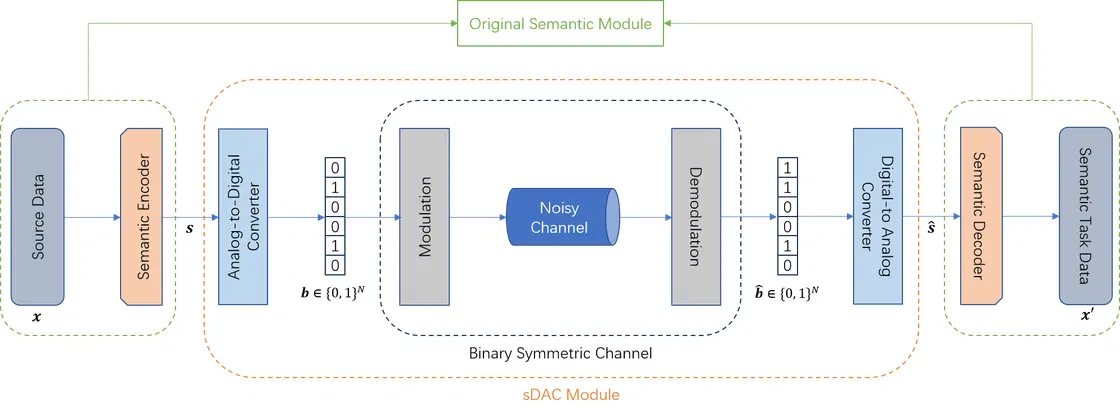 Original Semantic Module
Source Data
x
Semantic Encoder
s
Analog-to-Digital
Converter
0
1
0
0
1
0
b ∈ {0, 1}^N
Modulation
Noisy
Channel
Demodulation
1
1
0
0
1
0
b̂ ∈ {0, 1}^N
Digital-to Analog
Converter
ŝ
Semantic Decoder
Semantic Task Data
x′
Binary Symmetric Channel
sDAC Module